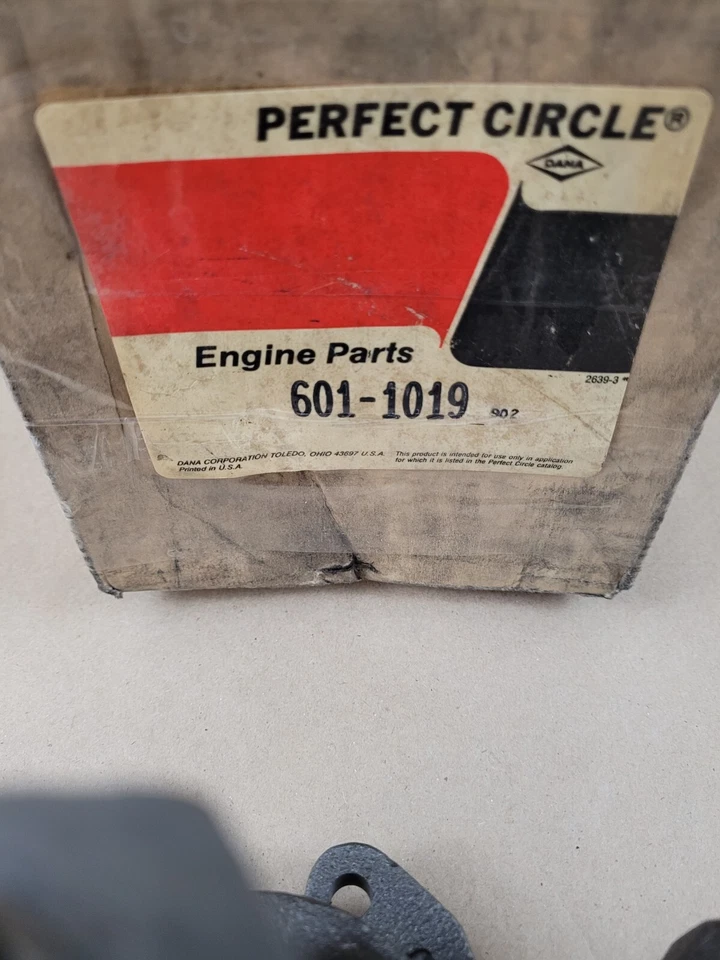 PERFECT CIRCLE®
DANA
Engine Parts
2639-3
601-1019 902
DANA CORPORATION TOLEDO, OHIO 43697 U.S.A.
Printed in U.S.A.
This product is intended for use only in application
for which it is listed in the Perfect Circle catalog.